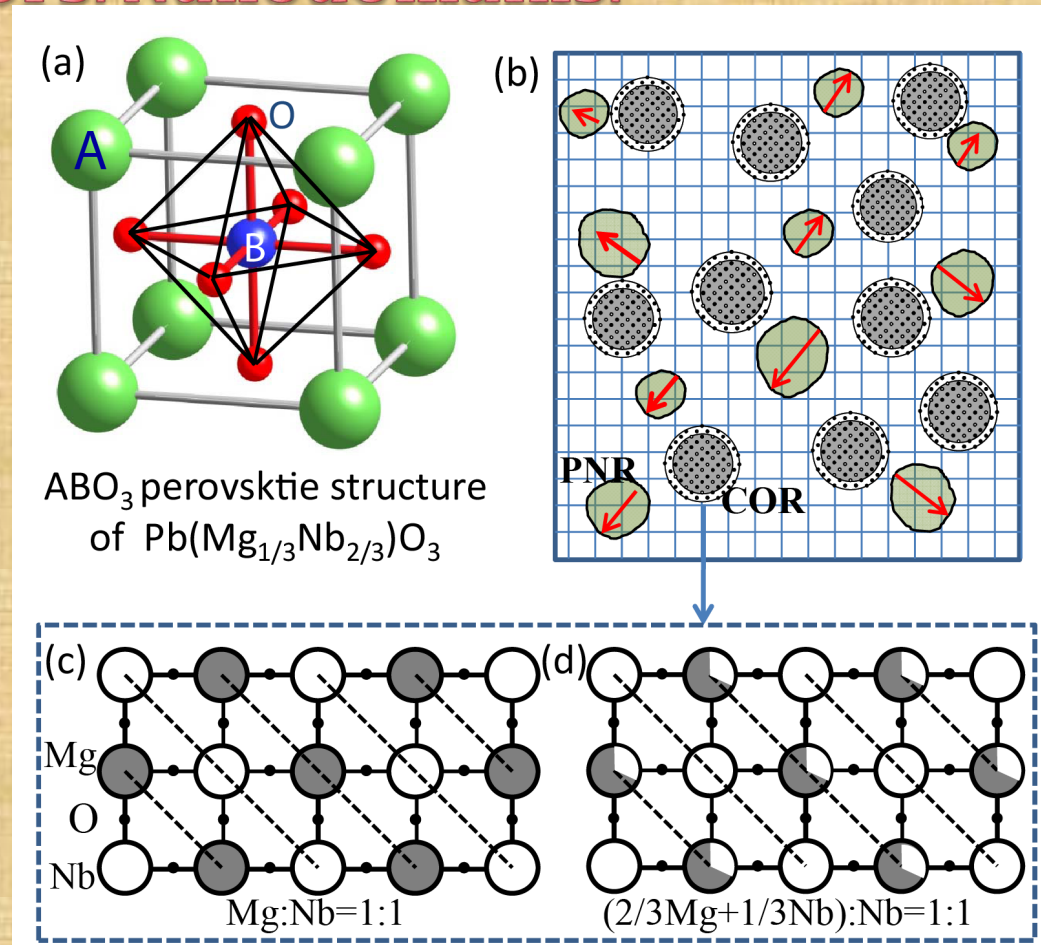 (a)
O
A
B
ABO₃ perovsktie structure
of Pb(Mg₁/₃Nb₂/₃)O₃
(b)
PNR
COR
(c)
(d)
Mg
O
Nb
Mg:Nb=1:1
(2/3Mg+1/3Nb):Nb=1:1